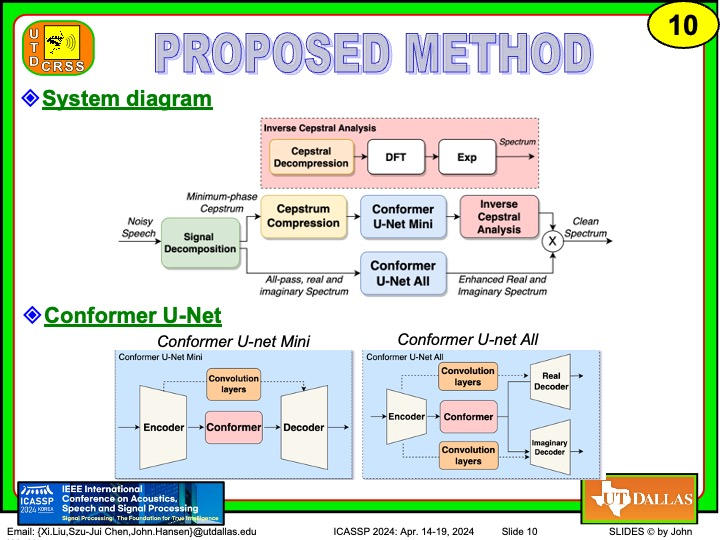 10
UTD
CRSS
PROPOSED METHOD
System diagram
Inverse Cepstral Analysis
Cepstral
Decompression
DFT
Exp
Spectrum
Minimum-phase
Cepstrum
Noisy
Speech
Signal
Decomposition
Cepstrum
Compression
Conformer
U-Net Mini
Inverse
Cepstral
Analysis
Clean
Spectrum
X
Conformer
U-Net All
All-pass, real and
imaginary Spectrum
Enhanced Real and
Imaginary Spectrum
Conformer U-Net
Conformer U-net Mini
Conformer U-net All
Conformer U-Net Mini
Convolution
layers
Encoder
Conformer
Decoder
Conformer U-Net All
Convolution
layers
Real
Decoder
Encoder
Conformer
Convolution
layers
Imaginary
Decoder
ICASSP
2024 KOREA
IEEE International
Conference on Acoustics,
Speech and Signal Processing
Signal Processing: The Foundation for True Intelligence
UT DALLAS
Email: {Xi.Liu,Szu-Jui Chen,John.Hansen}@utdallas.edu
ICASSP 2024: Apr. 14-19, 2024
Slide 10
SLIDES © by John